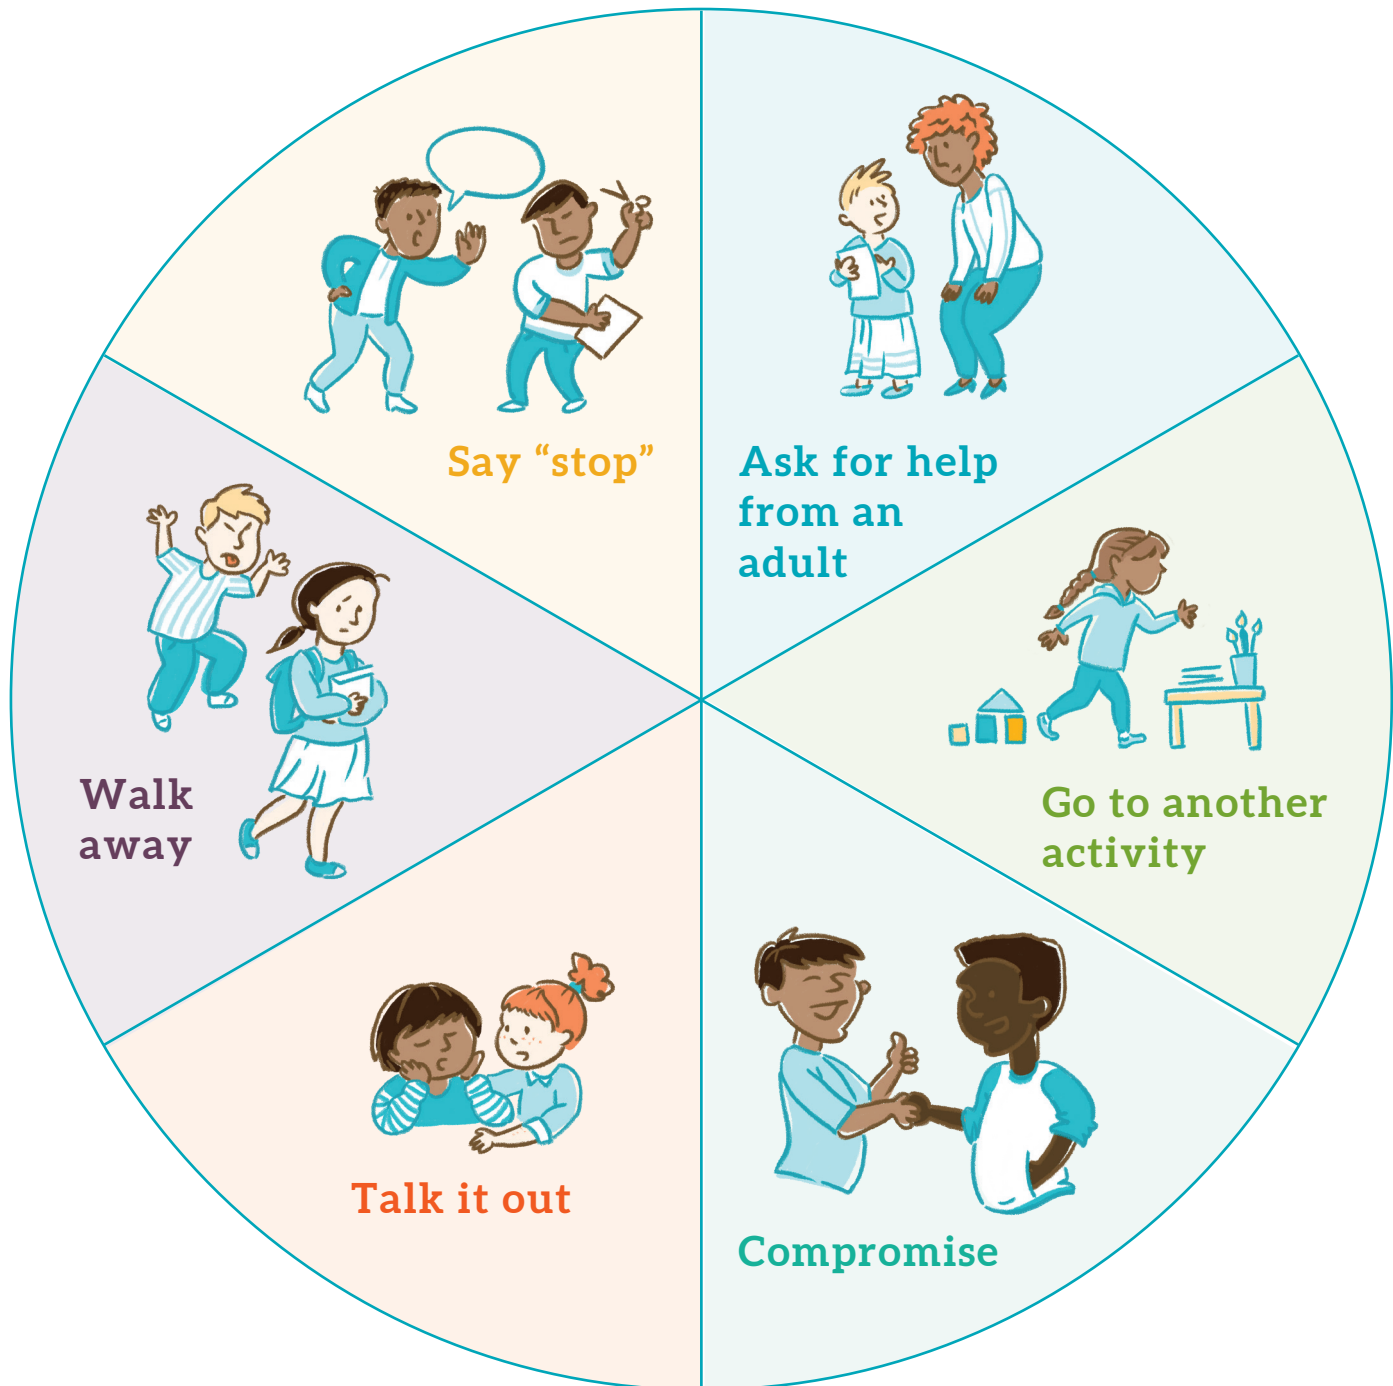 Say “stop”
Ask for help
from an
adult
Go to another
activity
Compromise
Talk it out
Walk
away